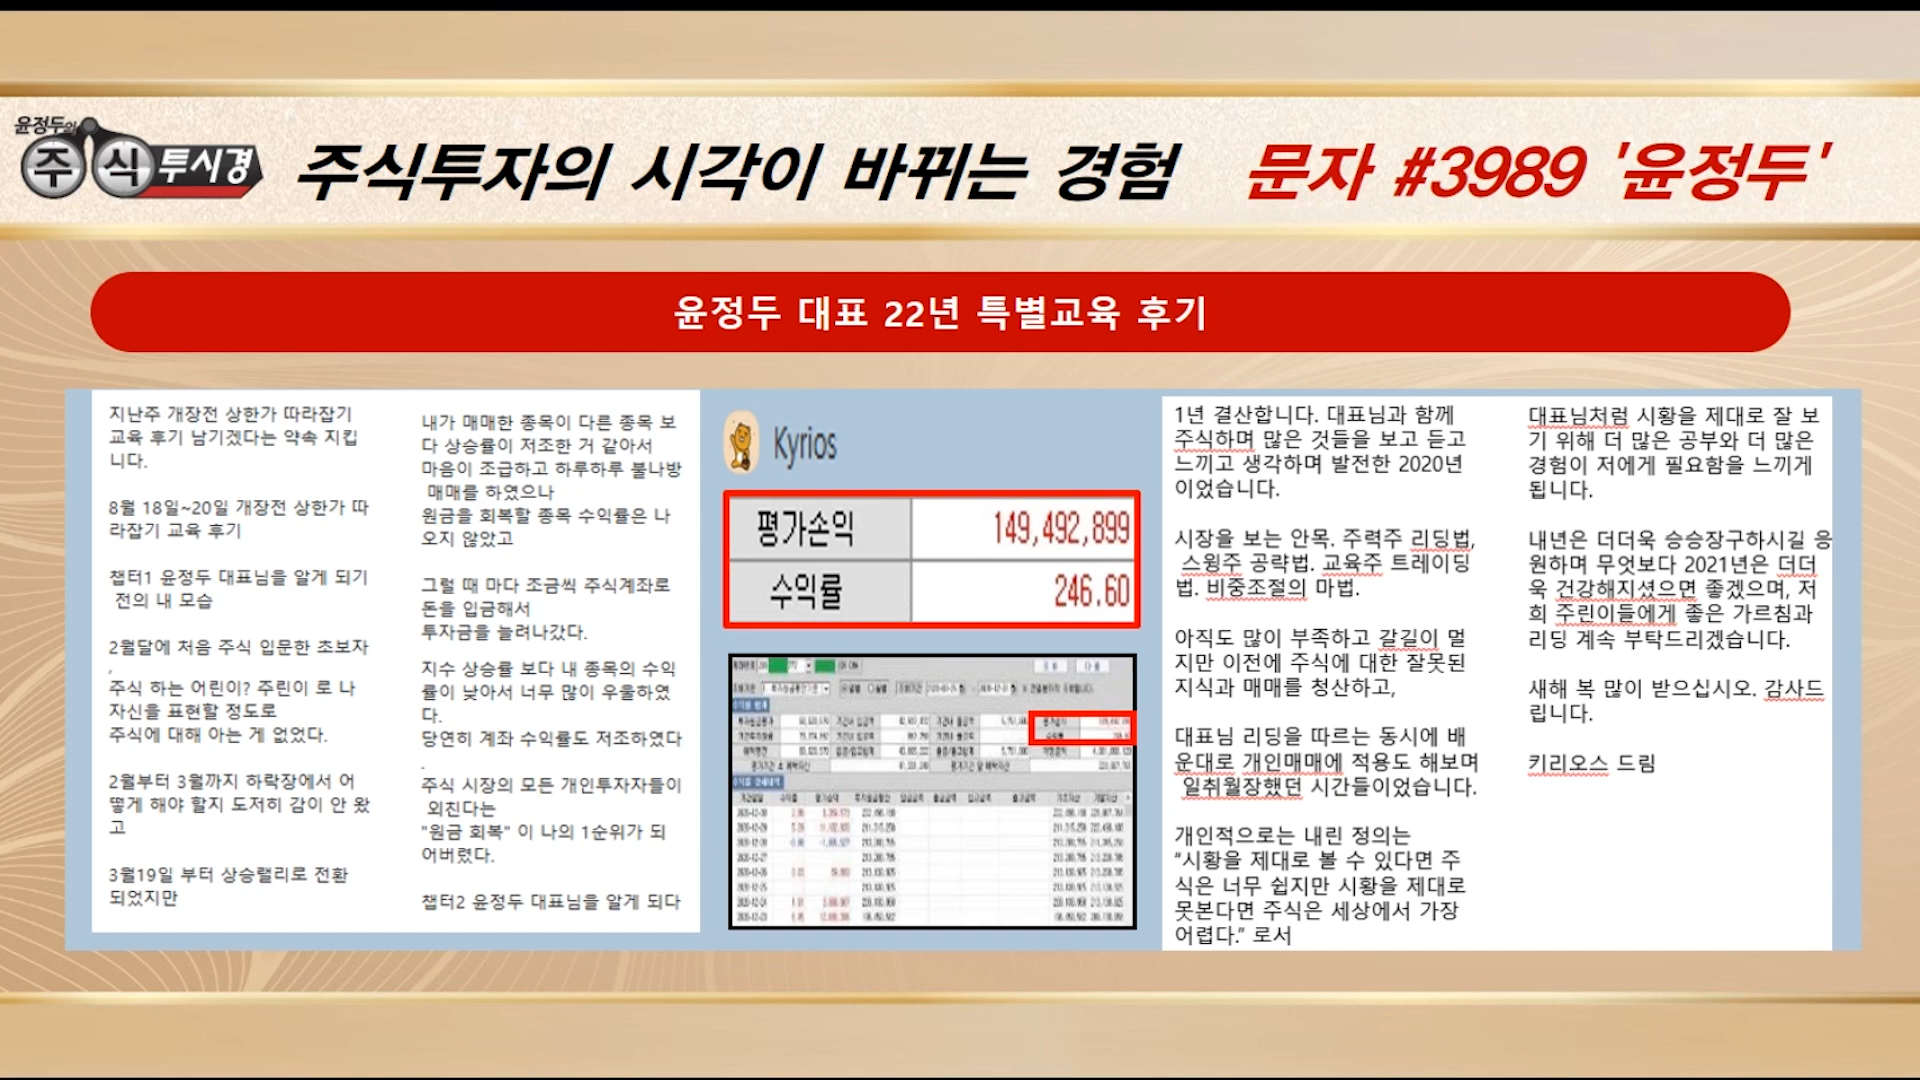 윤정두의
주식투시경
주식투자의 시각이 바뀌는 경험 문자 #3989 '윤정두'
윤정두 대표 22년 특별교육 후기
지난주 개장전 상한가 따라잡기
교육 후기 남기겠다는 약속 지킵
니다.
8월 18일~20일 개장전 상한가 따
라잡기 교육 후기
챕터1 윤정두 대표님을 알게 되기
전의 내 모습
2월달에 처음 주식 입문한 초보자
,
주식 하는 어린이? 주린이 로 나
자신을 표현할 정도로
주식에 대해 아는 게 없었다.
2월부터 3월까지 하락장에서 어
떻게 해야 할지 도저히 감이 안 왔
고
3월19일 부터 상승랠리로 전환
되었지만
내가 매매한 종목이 다른 종목 보
다 상승률이 저조한 거 같아서
마음이 조급하고 하루하루 불나방
매매를 하였으나
원금을 회복할 종목 수익률은 나
오지 않았고
그럴 때 마다 조금씩 주식계좌로
돈을 입금해서
투자금을 늘려나갔다.
지수 상승률 보다 내 종목의 수익
률이 낮아서 너무 많이 우울하였
다.
당연히 계좌 수익률도 저조하였다
.
주식 시장의 모든 개인투자자들이
외친다는
"원금 회복" 이 나의 1순위가 되
어버렸다.
챕터2 윤정두 대표님을 알게 되다
Kyrios
평가손익 149,492,899
수익률 246.60
1년 결산합니다. 대표님과 함께
주식하며 많은 것들을 보고 듣고
느끼고 생각하며 발전한 2020년
이었습니다.
시장을 보는 안목. 주력주 리딩법,
스윙주 공략법. 교육주 트레이딩
법. 비중조절의 마법.
아직도 많이 부족하고 갈길이 멀
지만 이전에 주식에 대한 잘못된
지식과 매매를 청산하고,
대표님 리딩을 따르는 동시에 배
운대로 개인매매에 적용도 해보며
일취월장했던 시간들이었습니다.
개인적으로는 내린 정의는
“시황을 제대로 볼 수 있다면 주
식은 너무 쉽지만 시황을 제대로
못본다면 주식은 세상에서 가장
어렵다.” 로서
대표님처럼 시황을 제대로 잘 보
기 위해 더 많은 공부와 더 많은
경험이 저에게 필요함을 느끼게
됩니다.
내년은 더더욱 승승장구하시길 응
원하며 무엇보다 2021년은 더더
욱 건강해지셨으면 좋겠으며, 저
희 주린이들에게 좋은 가르침과
리딩 계속 부탁드리겠습니다.
새해 복 많이 받으십시오. 감사드
립니다.
키리오스 드림